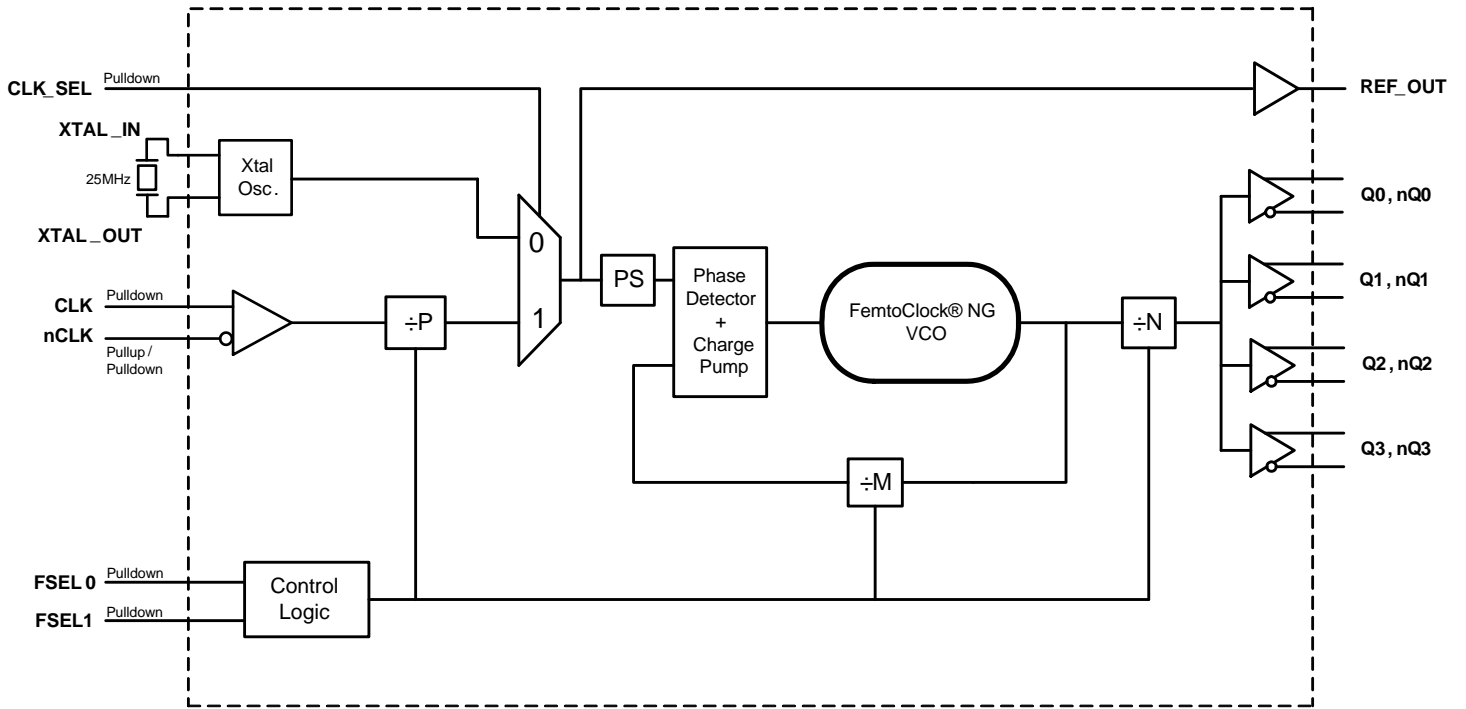 CLK_SEL
Pulldown
REF_OUT
XTAL_IN
25MHz
XTAL_OUT
Xtal
Osc.
Q0, nQ0
0
1
PS
Phase
Detector
+
Charge
Pump
FemtoClock® NG
VCO
÷N
Q1, nQ1
CLK
Pulldown
nCLK
Pullup /
Pulldown
÷P
Q2, nQ2
÷M
Q3, nQ3
FSEL0
Pulldown
FSEL1
Pulldown
Control
Logic